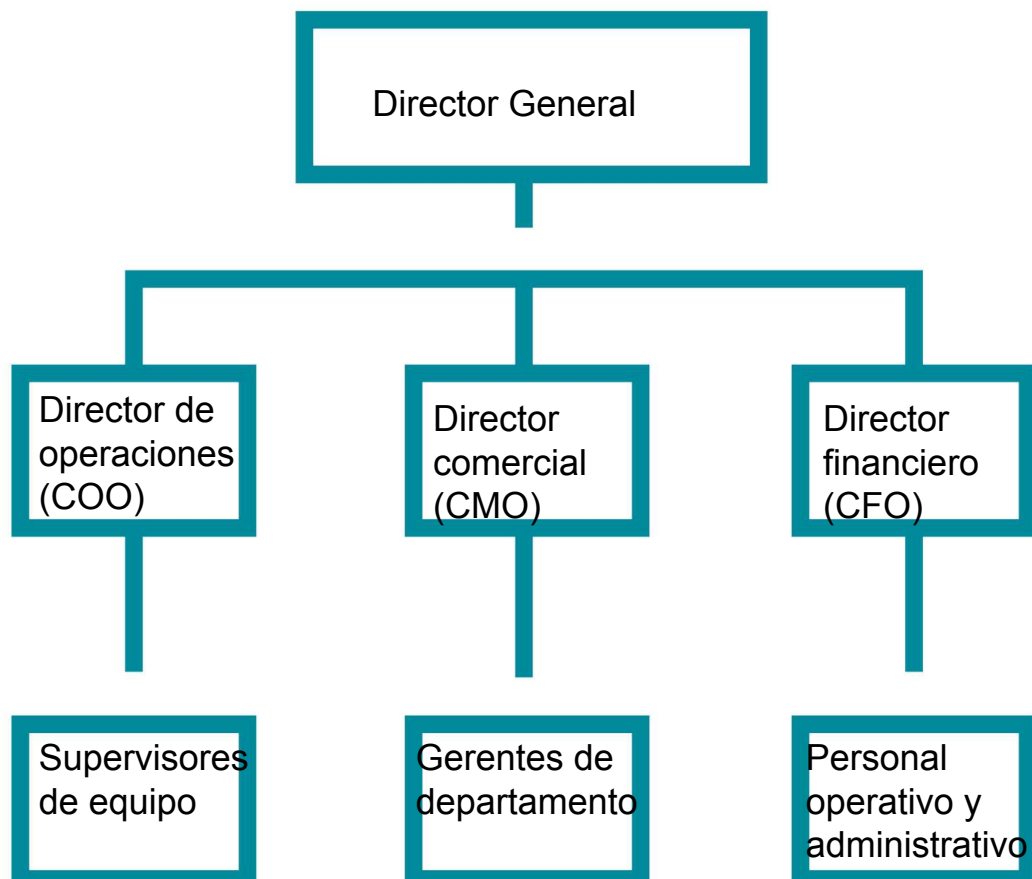 Director General
Director de
operaciones
(COO)
Director
comercial
(CMO)
Director
financiero
(CFO)
Supervisores
de equipo
Gerentes de
departamento
Personal
operativo y
administrativo